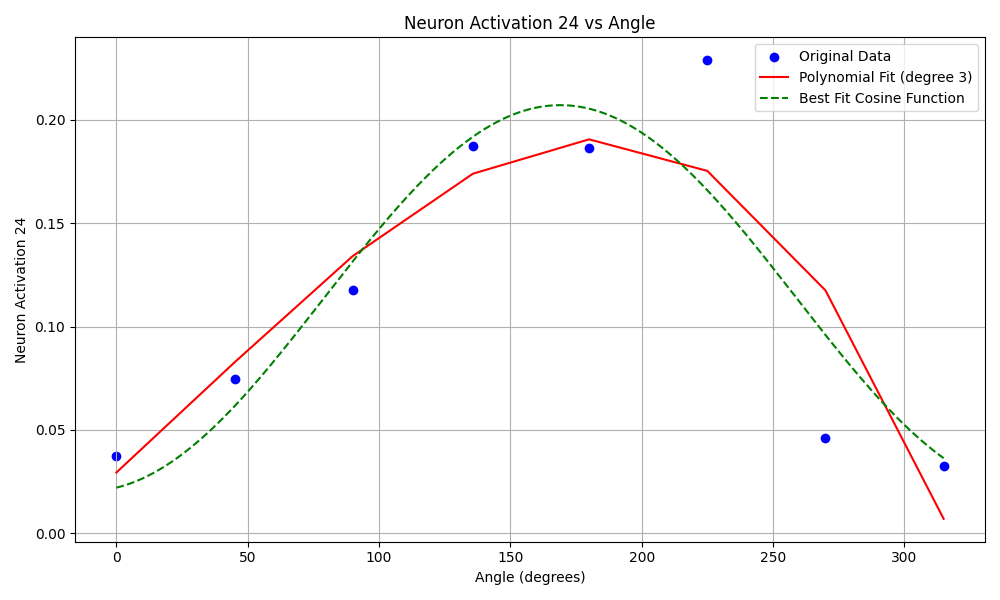 Neuron Activation 24 vs Angle
Original Data
Polynomial Fit (degree 3)
Best Fit Cosine Function
Neuron Activation 24
0.20
0.15
0.10
0.05
0.00
0
50
100
150
200
250
300
Angle (degrees)